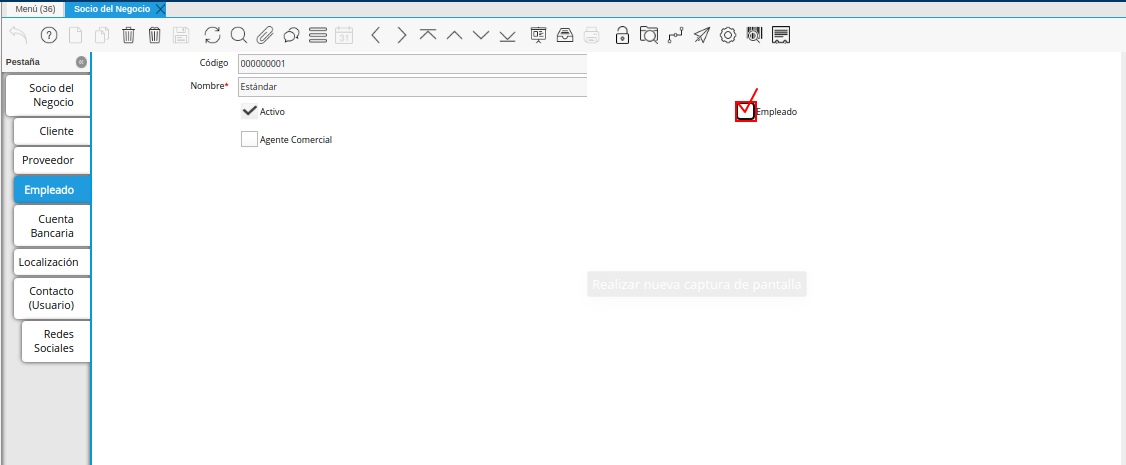 Menú (36)
Socio del Negocio
31
Pestaña
Código
000000001
Nombre*
Estándar
Activo
Empleado
Agente Comercial
Socio del
Negocio
Cliente
Proveedor
Empleado
Cuenta
Bancaria
Localización
Contacto
(Usuario)
Redes
Sociales
Realizar nueva captura de pantalla